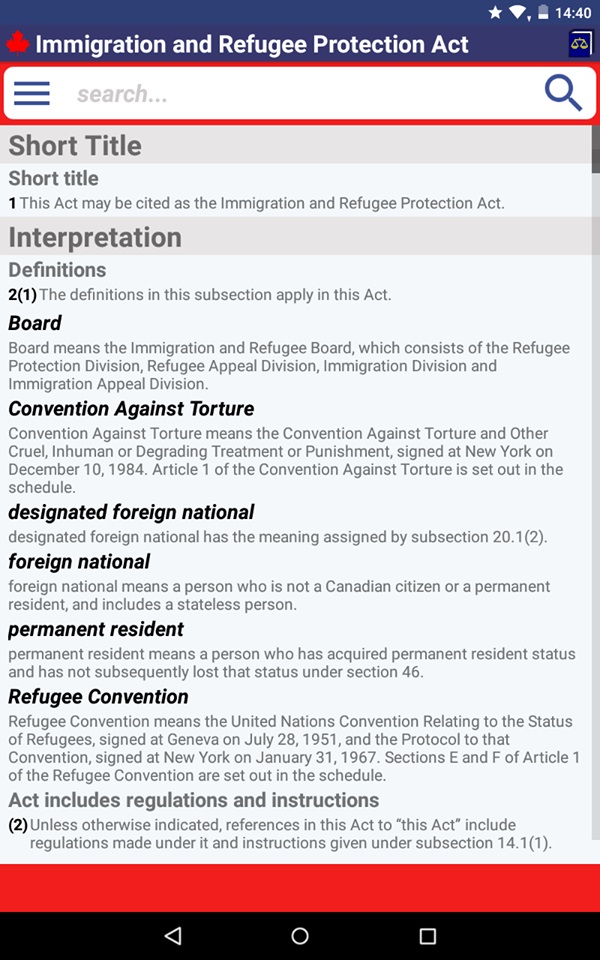 14:40
Immigration and Refugee Protection Act
search...
Short Title
Short title
1 This Act may be cited as the Immigration and Refugee Protection Act.
Interpretation
Definitions
2(1) The definitions in this subsection apply in this Act.
Board
Board means the Immigration and Refugee Board, which consists of the Refugee
Protection Division, Refugee Appeal Division, Immigration Division and
Immigration Appeal Division.
Convention Against Torture
Convention Against Torture means the Convention Against Torture and Other
Cruel, Inhuman or Degrading Treatment or Punishment, signed at New York on
December 10, 1984. Article 1 of the Convention Against Torture is set out in the
schedule.
designated foreign national
designated foreign national has the meaning assigned by subsection 20.1(2).
foreign national
foreign national means a person who is not a Canadian citizen or a permanent
resident, and includes a stateless person.
permanent resident
permanent resident means a person who has acquired permanent resident status
and has not subsequently lost that status under section 46.
Refugee Convention
Refugee Convention means the United Nations Convention Relating to the Status
of Refugees, signed at Geneva on July 28, 1951, and the Protocol to that
Convention, signed at New York on January 31, 1967. Sections E and F of Article 1
of the Refugee Convention are set out in the schedule.
Act includes regulations and instructions
(2) Unless otherwise indicated, references in this Act to “this Act” include
regulations made under it and instructions given under subsection 14.1(1).